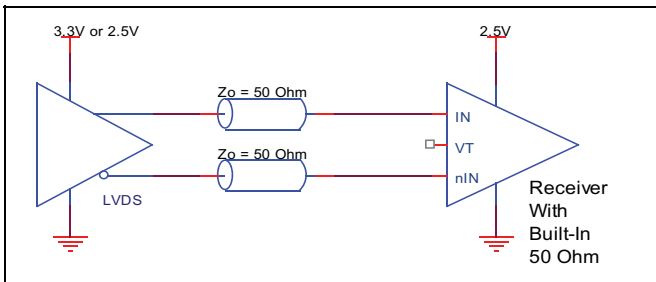 3.3V or 2.5V
2.5V
Zo = 50 Ohm
IN
VT
Zo = 50 Ohm
nIN
LVDS
Receiver
With
Built-In
50 Ohm